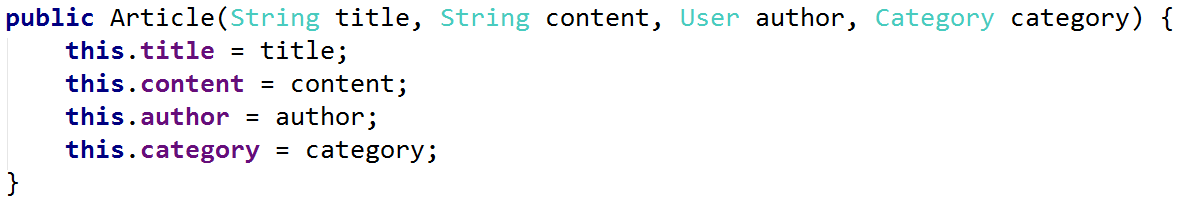 public Article(String title, String content, User author, Category category) {
    this.title = title;
    this.content = content;
    this.author = author;
    this.category = category;
}